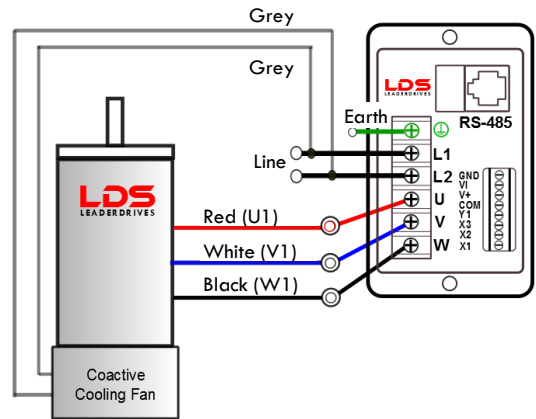 Grey
Grey
LDS
LEADERDRIVES
RS-485
Earth
L1
Line
L2
U
V
W
GND
VI
V+
COM
Y1
X3
X2
X1
LDS
LEADERDRIVES
Red (U1)
White (V1)
Black (W1)
Coactive
Cooling Fan